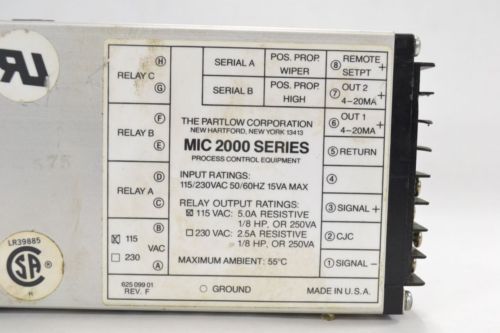 UR
575
LR39885
SA
R
RELAY C
H
G
RELAY B
F
E
RELAY A
D
C
☒ 115
VAC
☐ 230
B
A
625 099 01
REV. F
SERIAL A
POS. PROP.
WIPER
SERIAL B
POS. PROP.
HIGH
THE PARTLOW CORPORATION
NEW HARTFORD, NEW YORK 13413
MIC 2000 SERIES
PROCESS CONTROL EQUIPMENT
INPUT RATINGS:
115/230VAC 50/60HZ 15VA MAX
RELAY OUTPUT RATINGS:
☒ 115 VAC: 5.0A RESISTIVE
1/8 HP, OR 250VA
☐ 230 VAC: 2.5A RESISTIVE
1/8 HP, OR 250VA
MAXIMUM AMBIENT: 55°C
GROUND
MADE IN U.S.A.
8 REMOTE
SETPT +
7 OUT 2 -
4-20MA +
6 OUT 1 -
4-20MA +
5 RETURN
4
3 SIGNAL +
2 CJC
1 SIGNAL -